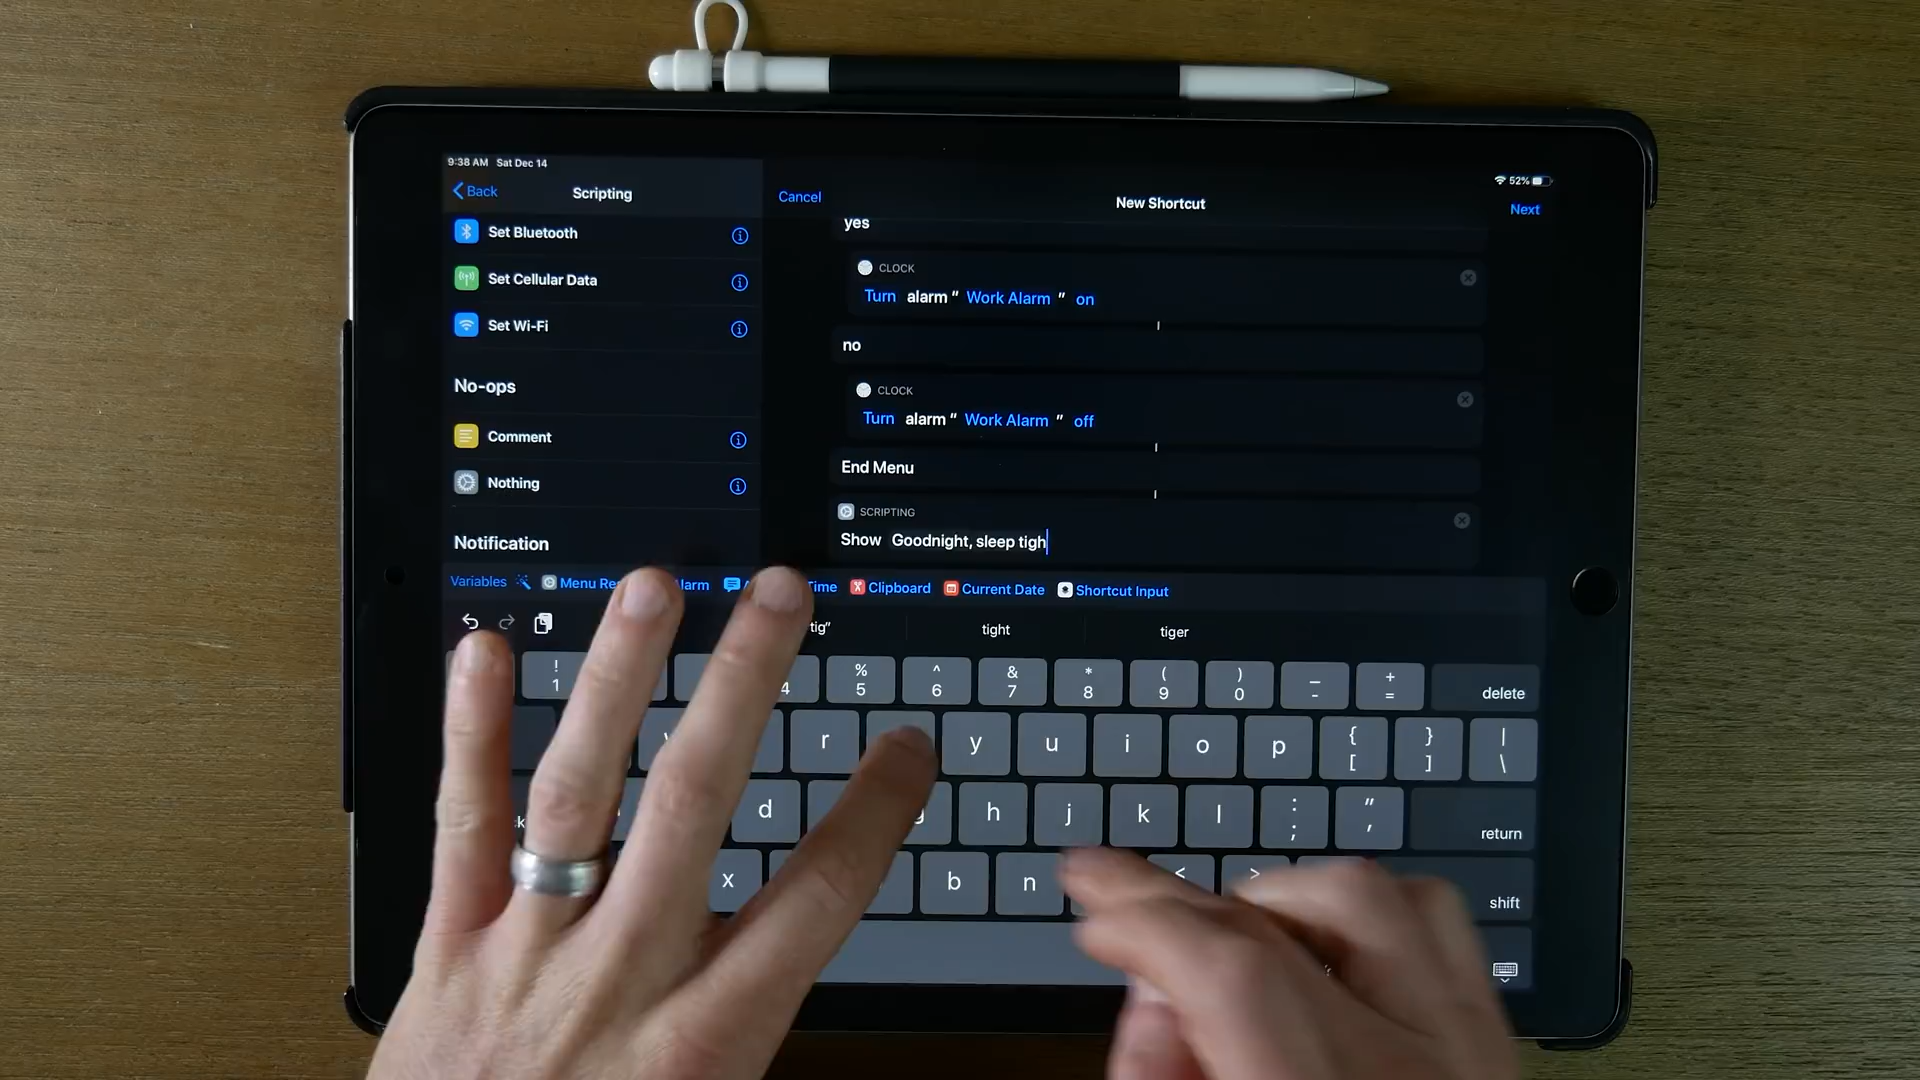 9:38 AM Sat Dec 14
52%
Back
Scripting
Cancel
New Shortcut
Next
Set Bluetooth
Set Cellular Data
Set Wi-Fi
No-ops
Comment
Nothing
Notification
yes
CLOCK
Turn alarm " Work Alarm " on
no
CLOCK
Turn alarm " Work Alarm " off
End Menu
SCRIPTING
Show Goodnight, sleep tigh
Variables Menu Clipboard Current Date Shortcut Input
tight tiger
! % ^ & * ( ) _ +
1 4 5 6 7 8 9 0 - = delete
r y u i o p { [ } ] | \
d g h j k l : ; " ' return
x b n < > shift